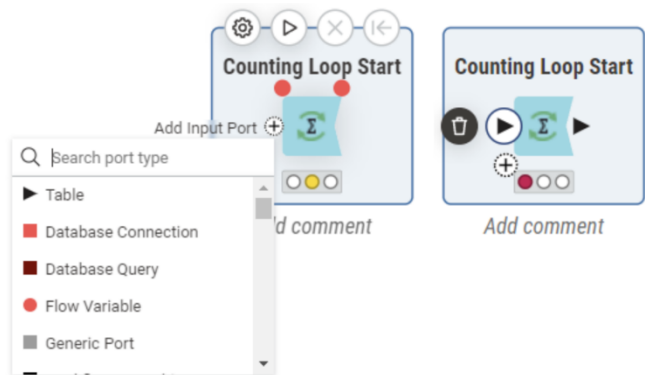 Counting Loop Start
Counting Loop Start
Σ
Σ
Add Input Port
Search port type
Table
Database Connection
Database Query
Flow Variable
Generic Port
d comment
Add comment